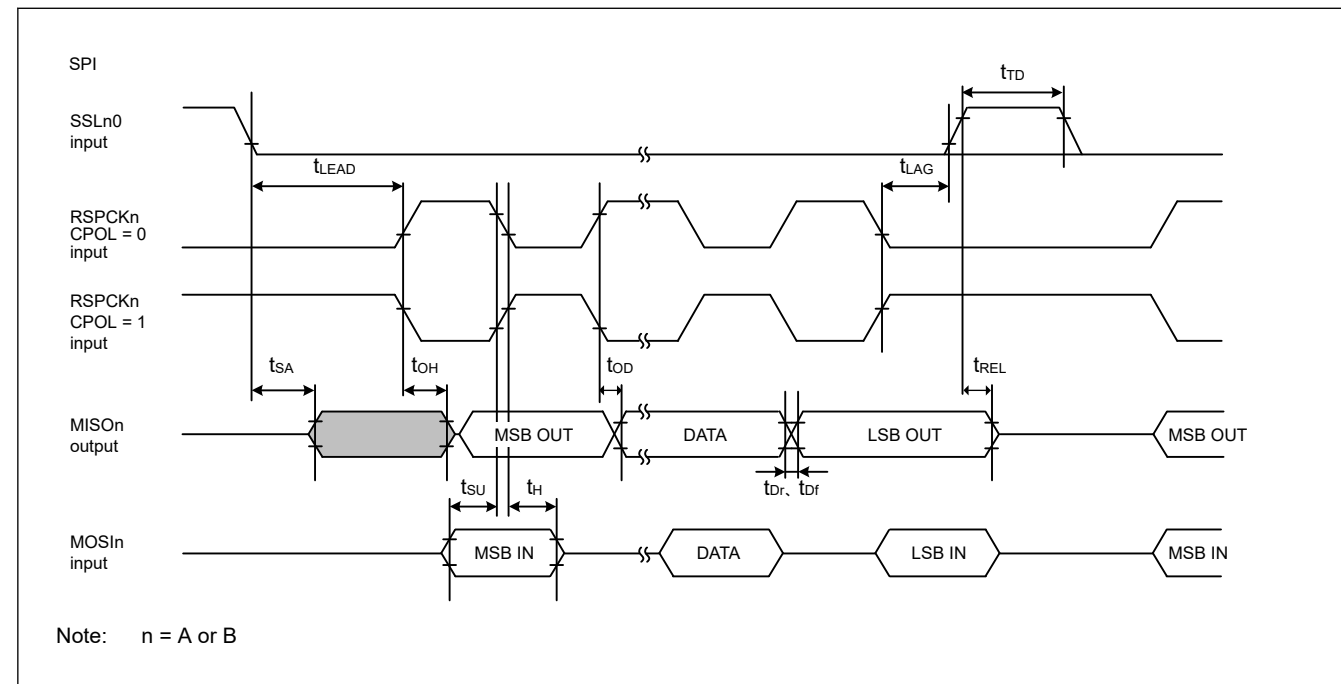 SPI
tTD
SSLn0
input
tLEAD
tLAG
RSPCKn
CPOL = 0
input
RSPCKn
CPOL = 1
input
tSA
tOH
tOD
tREL
MISOn
output
MSB OUT
DATA
LSB OUT
MSB OUT
tSU
tH
tDr、tDf
MOSIn
input
MSB IN
DATA
LSB IN
MSB IN
Note: n = A or B